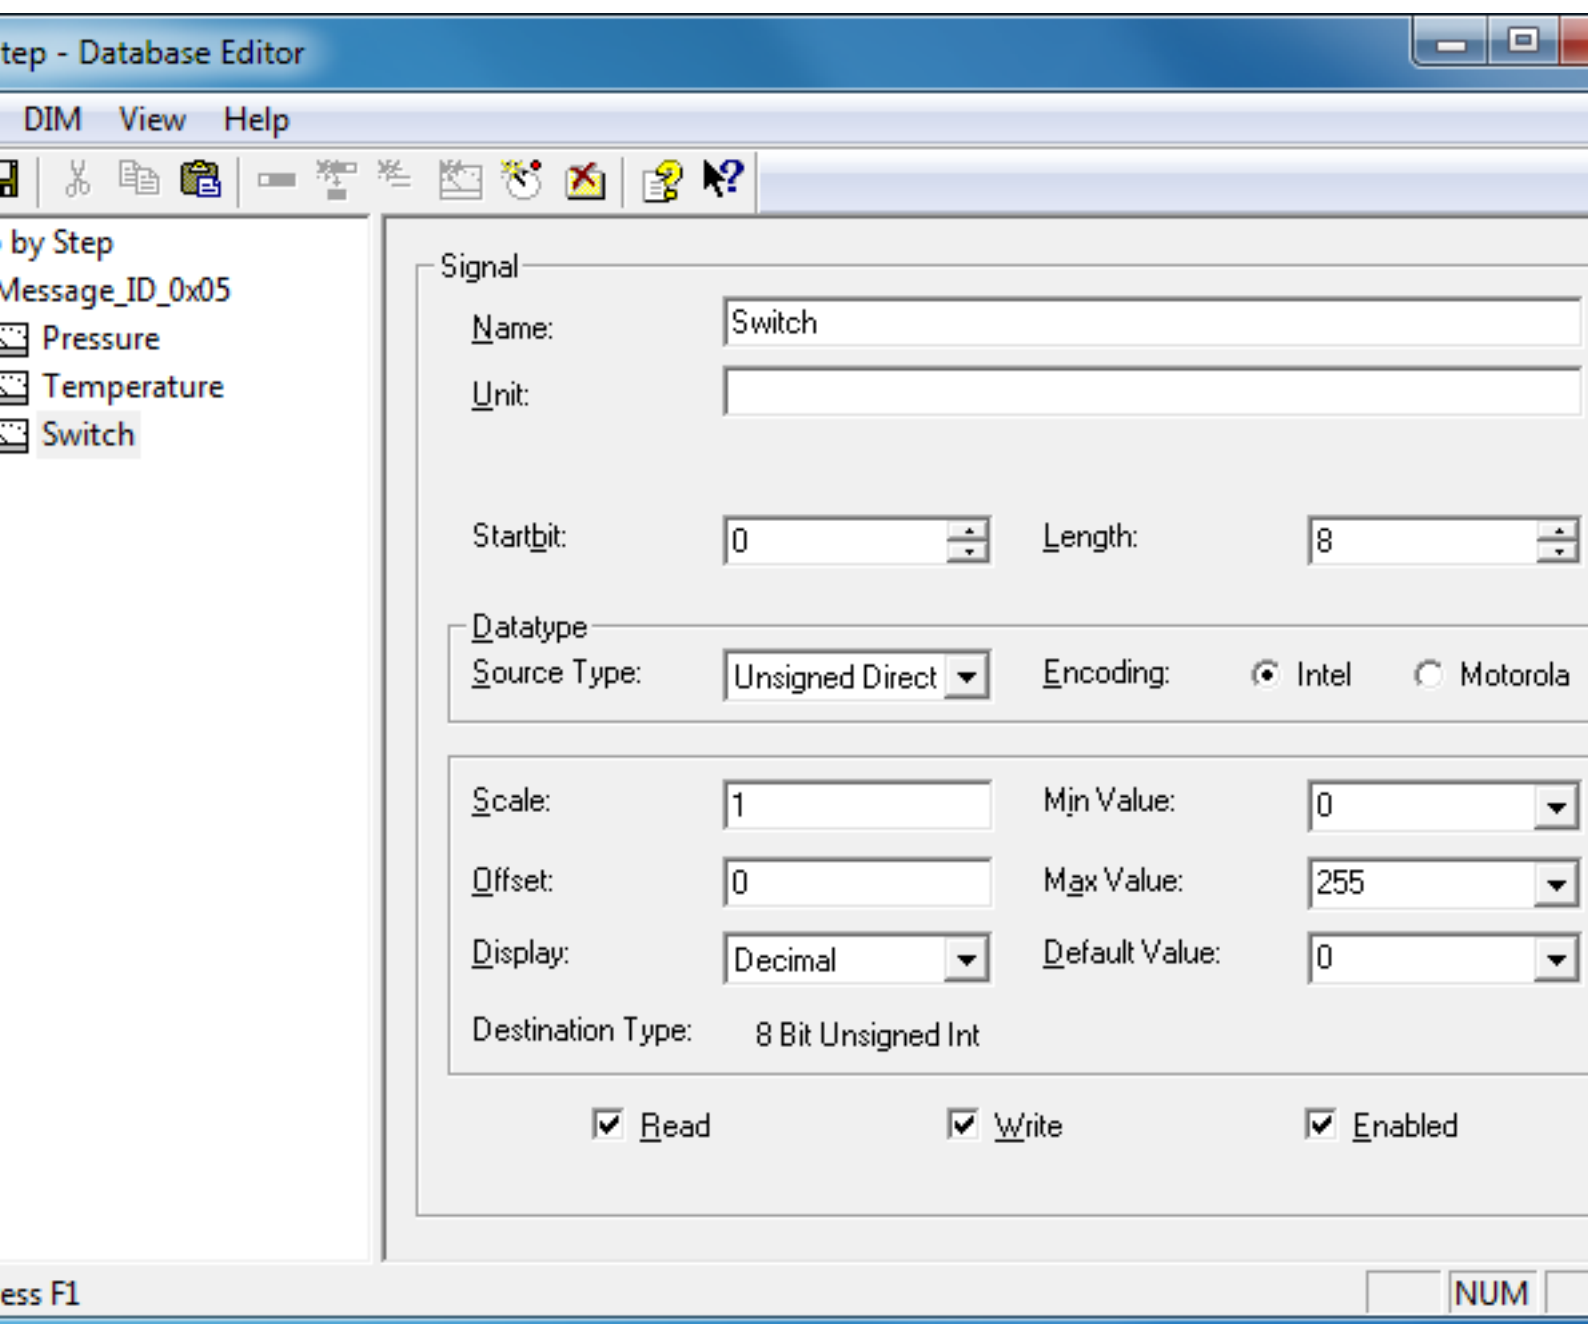 tep - Database Editor
DIM View Help
by Step
Message_ID_0x05
Pressure
Temperature
Switch
Signal
Name: Switch
Unit:
Startbit: 0 Length: 8
Datatype
Source Type: Unsigned Direct Encoding: Intel Motorola
Scale: 1 Min Value: 0
Offset: 0 Max Value: 255
Display: Decimal Default Value: 0
Destination Type: 8 Bit Unsigned Int
Read Write Enabled
ess F1 NUM